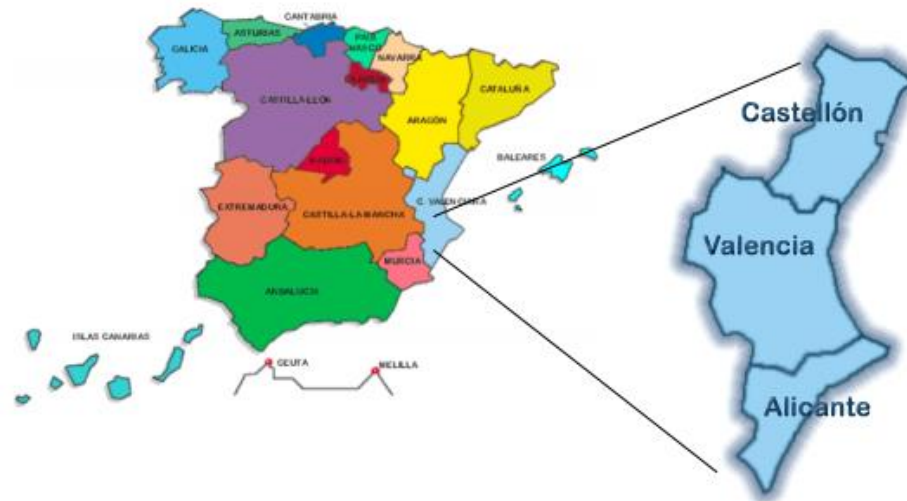 CANTABRIA
ASTURIAS
GALICIA
PAIS
VASCO
NAVARRA
CASTILLA-LEÓN
ARAGÓN
CATALUÑA
BALEARES
EXTREMADURA
CASTILLA-LA-MANCHA
C. VALENCIANA
MURCIA
ANDALUCIA
ISLAS CANARIAS
CEUTA
MELILLA
Castellón
Valencia
Alicante